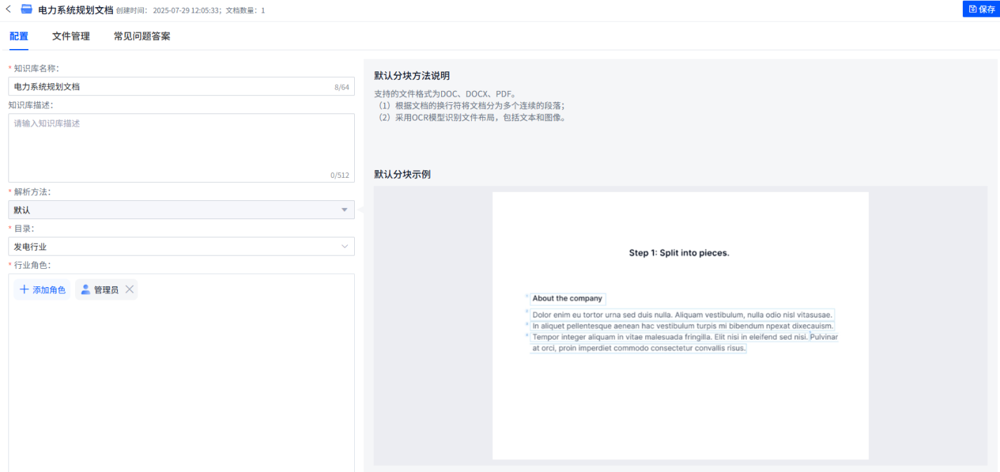 电力系统规划文档 创建时间： 2025-07-29 12:05:33； 文档数量：1
保存
配置 文件管理 常见问题答案
* 知识库名称：
电力系统规划文档 8/64
知识库描述：
请输入知识库描述
0/512
* 解析方法：
默认
* 目录：
发电行业
* 行业角色：
添加角色 管理员
默认分块方法说明
支持的文件格式为DOC、DOCX、PDF。
（1）根据文档的换行符将文档分为多个连续的段落；
（2）采用OCR模型识别文件布局，包括文本和图像。
默认分块示例
Step 1: Split into pieces.
About the company
Dolor enim eu tortor urna sed duis nulla. Aliquam vestibulum, nulla odio nisl vitasusae.
In aliquet pellentesque aenean hac vestibulum turpis mi bibendum npexat dixecauism.
Tempor integer aliquam in vitae malesuada fringilla. Elit nisi in eleifend sed nisi. Pulvinar
at orci, proin imperdiet commodo consectetur convallis risus.